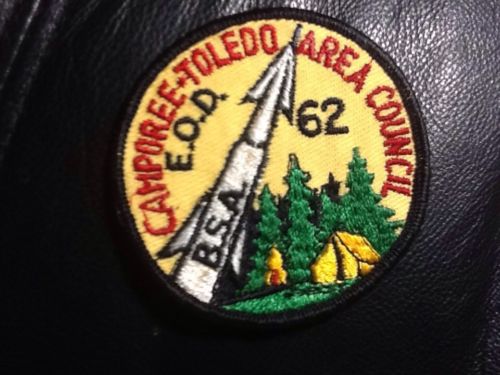 CAMPOREE-TOLEDO AREA COUNCIL
E.O.D.
'62
B.S.A.